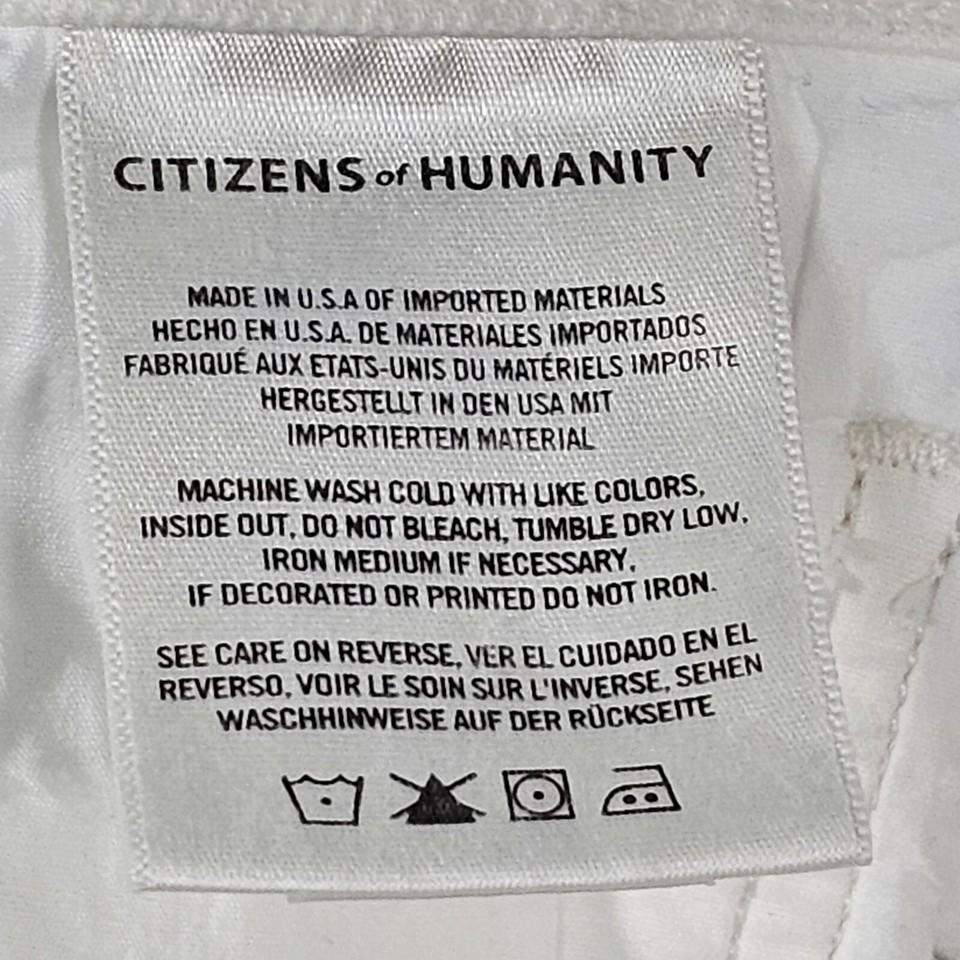 CITIZENS of HUMANITY
MADE IN U.S.A OF IMPORTED MATERIALS
HECHO EN U.S.A. DE MATERIALES IMPORTADOS
FABRIQUÉ AUX ETATS-UNIS DU MATÉRIELS IMPORTE
HERGESTELLT IN DEN USA MIT
IMPORTIERTEM MATERIAL
MACHINE WASH COLD WITH LIKE COLORS,
INSIDE OUT, DO NOT BLEACH, TUMBLE DRY LOW,
IRON MEDIUM IF NECESSARY.
IF DECORATED OR PRINTED DO NOT IRON.
SEE CARE ON REVERSE, VER EL CUIDADO EN EL
REVERSO, VOIR LE SOIN SUR L'INVERSE, SEHEN
WASCHHINWEISE AUF DER RÜCKSEITE